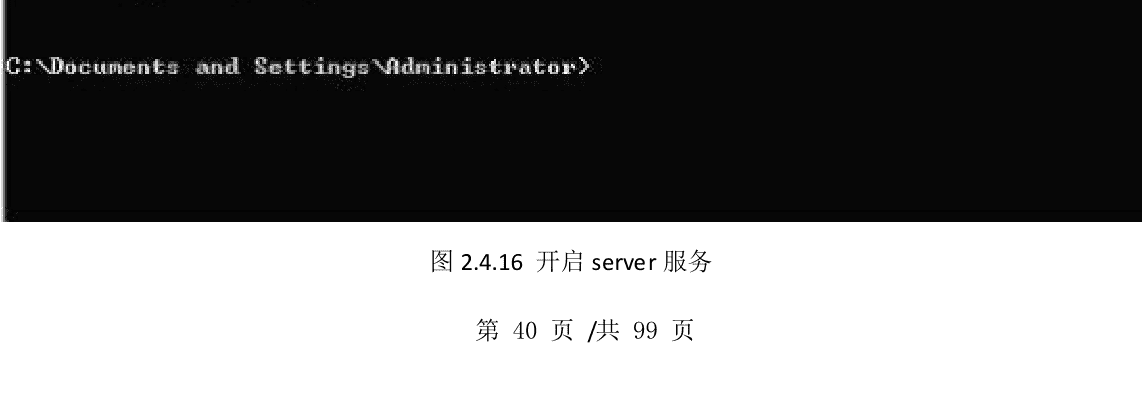 C:\Documents and Settings\Administrator>
图 2.4.16 开启 server 服务
第 40 页 /共 99 页